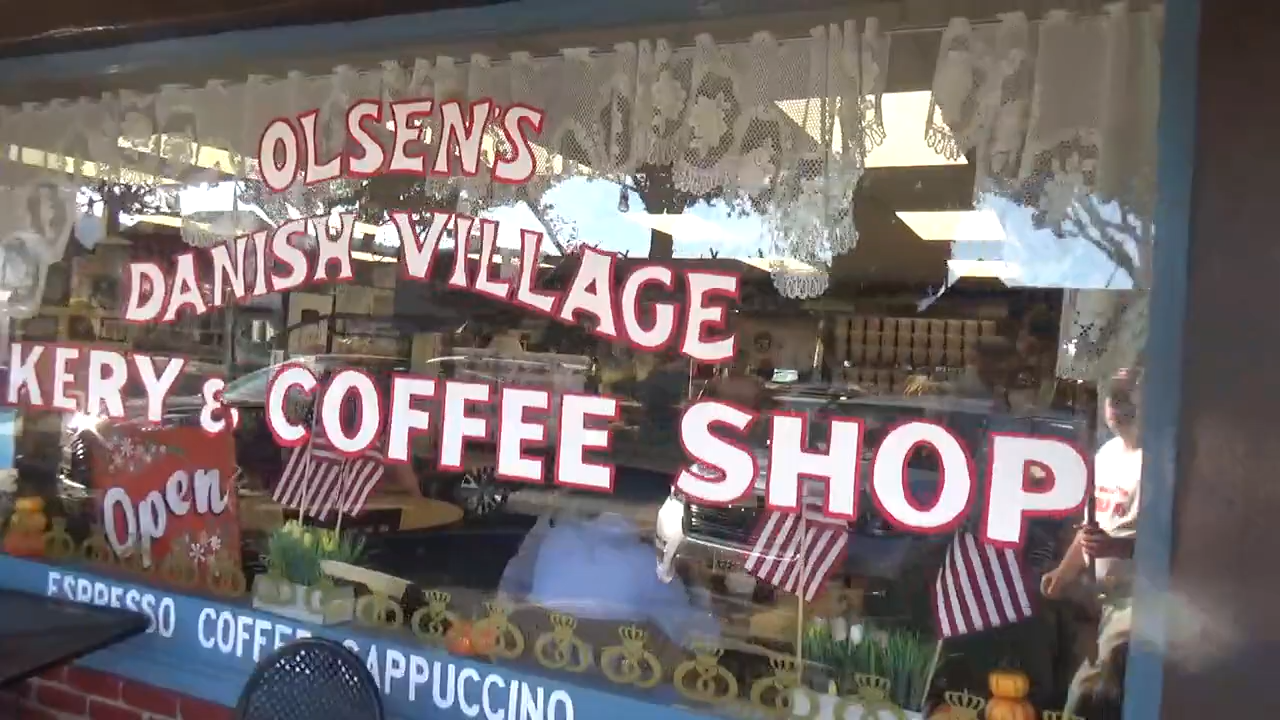 OLSEN'S
DANISH VILLAGE
KERY & COFFEE SHOP
Open
ESPRESSO COFFEE CAPPUCCINO